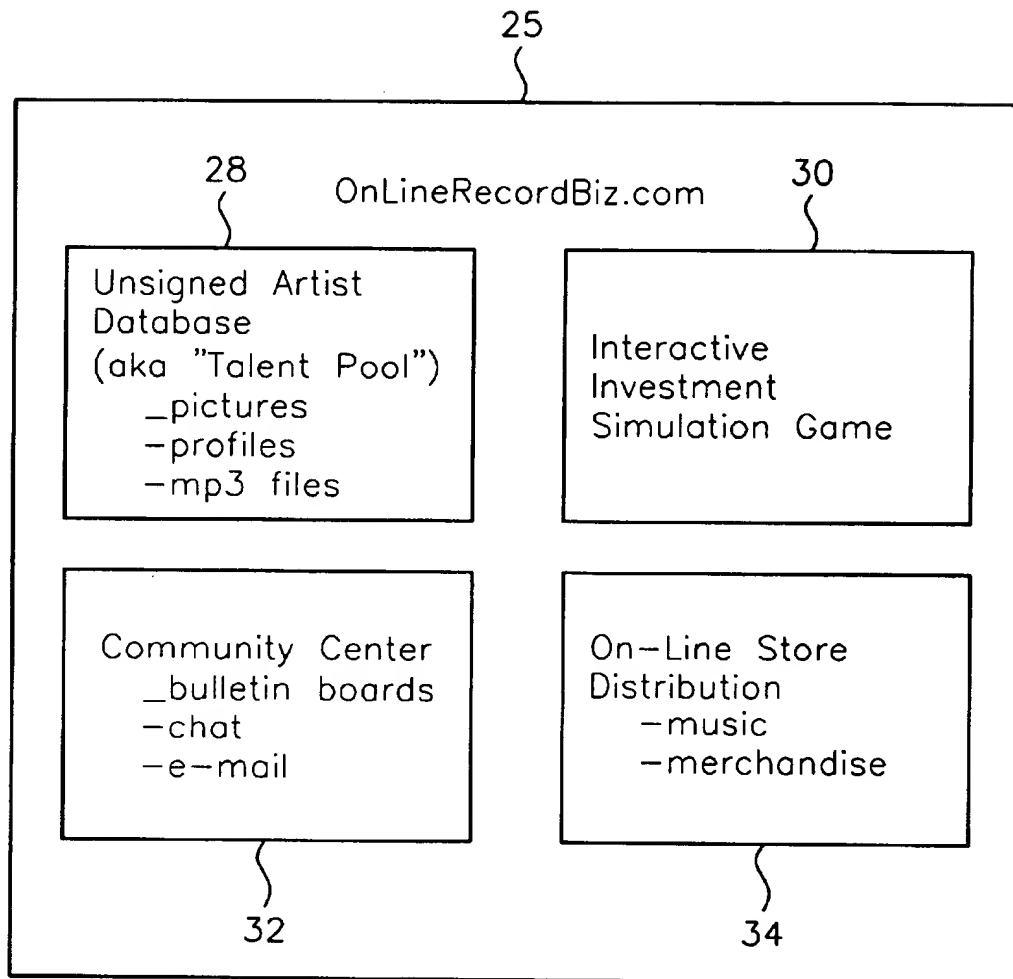 25
28
OnLineRecordBiz.com
30
Unsigned Artist
Database
(aka "Talent Pool")
_pictures
-profiles
-mp3 files
Interactive
Investment
Simulation Game
Community Center
_bulletin boards
-chat
-e-mail
On-Line Store
Distribution
-music
-merchandise
32
34